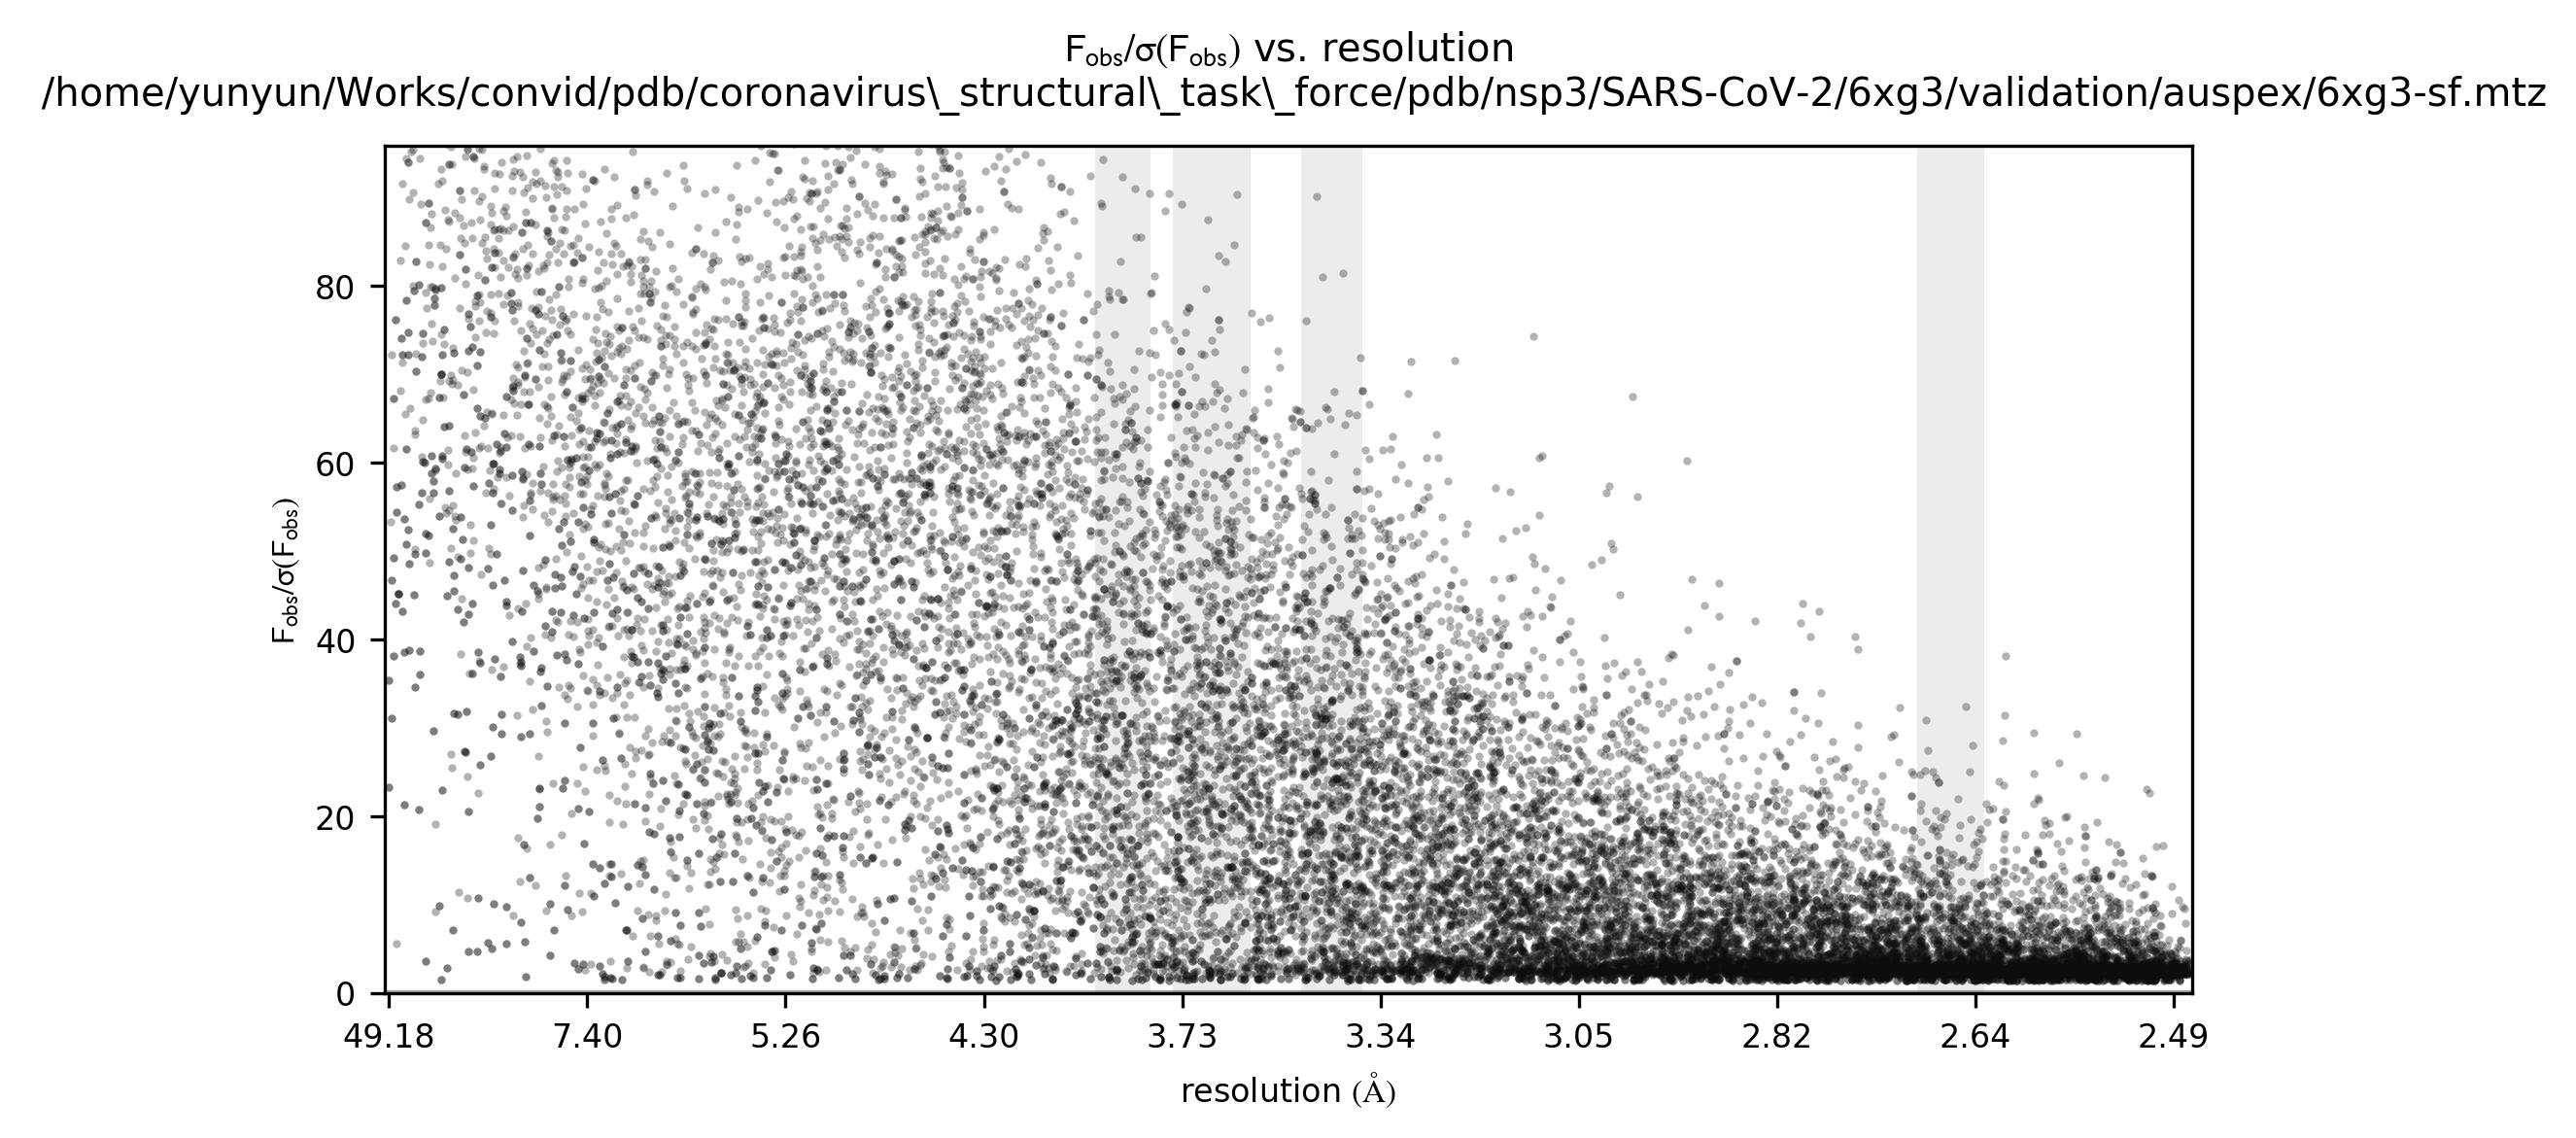 Fobs/σ(Fobs) vs. resolution
/home/yunyun/Works/convid/pdb/coronavirus\_structural\_task\_force/pdb/nsp3/SARS-CoV-2/6xg3/validation/auspex/6xg3-sf.mtz
Fobs/σ(Fobs)
80
60
40
20
0
49.18 7.40 5.26 4.30 3.73 3.34 3.05 2.82 2.64 2.49
resolution (Å)